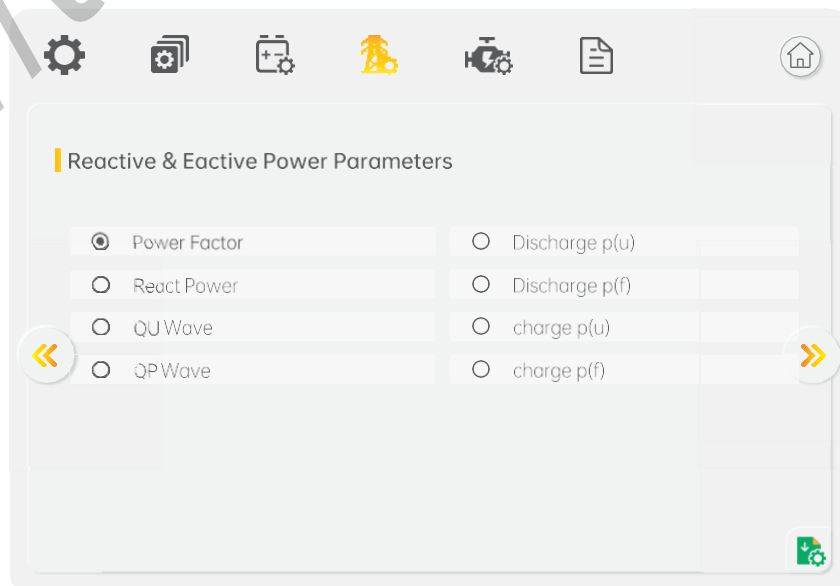 Reactive & Eactive Power Parameters
Power Factor
React Power
QU Wave
QP Wave
Discharge p(u)
Discharge p(f)
charge p(u)
charge p(f)